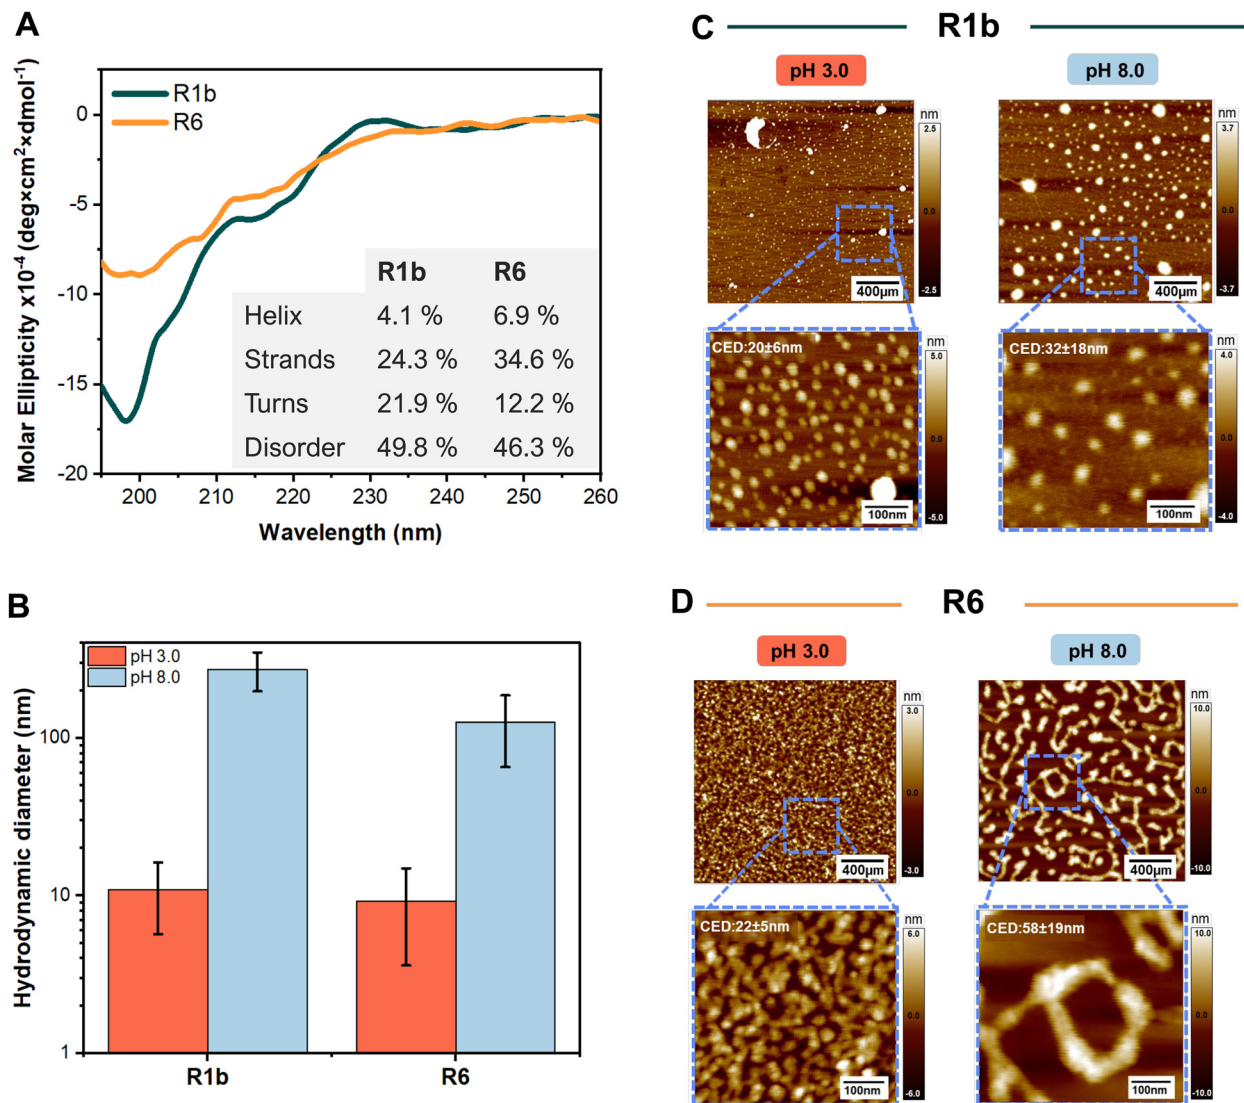 A
R1b
R6
0
-5
-10
-15
-20
Molar Ellipticity x10⁻⁴ (deg×cm²×dmol⁻¹)
R1b R6
Helix 4.1 % 6.9 %
Strands 24.3 % 34.6 %
Turns 21.9 % 12.2 %
Disorder 49.8 % 46.3 %
200 210 220 230 240 250 260
Wavelength (nm)
B
pH 3.0
pH 8.0
100
10
1
Hydrodynamic diameter (nm)
R1b R6
C R1b
pH 3.0 pH 8.0
nm nm
2.5 3.7
0.0 0.0
400µm 400µm
-2.5 -3.7
CED:20±6nm CED:32±18nm
5.0 4.0
0.0 0.0
100nm 100nm
-5.0 -4.0
D R6
pH 3.0 pH 8.0
nm nm
3.0 10.0
0.0 0.0
400µm 400µm
-3.0 -10.0
CED:22±5nm CED:58±19nm
6.0 10.0
0.0 0.0
100nm 100nm
-6.0 -10.0